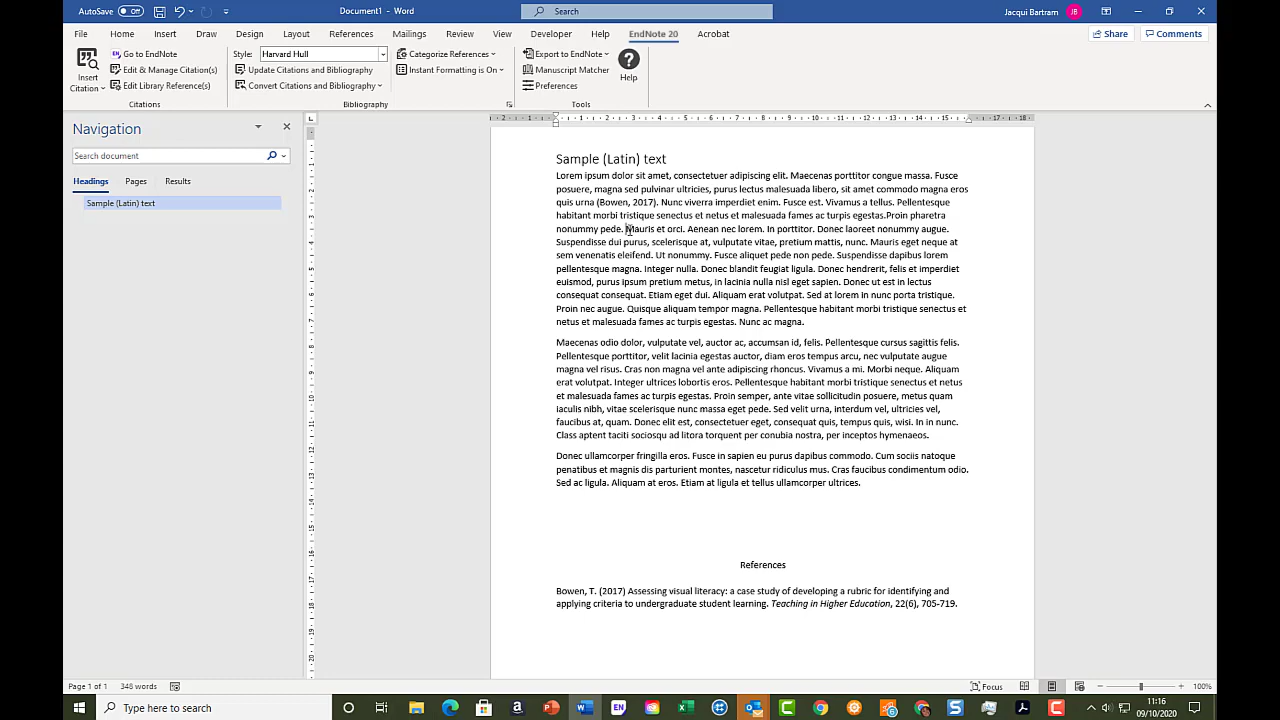 AutoSave Off Document1 - Word Search Jacqui Bartram JB
File Home Insert Draw Design Layout References Mailings Review View Developer Help EndNote 20 Acrobat Share Comments
Insert Citation
Go to EndNote
Edit & Manage Citation(s)
Edit Library Reference(s)
Citations
Style: Harvard Hull
Update Citations and Bibliography
Convert Citations and Bibliography
Categorize References
Instant Formatting is On
Bibliography
Export to EndNote
Manuscript Matcher
Preferences
Help
Tools
Navigation
Search document
Headings Pages Results
Sample (Latin) text
Sample (Latin) text
Lorem ipsum dolor sit amet, consectetuer adipiscing elit. Maecenas porttitor congue massa. Fusce
posuere, magna sed pulvinar ultricies, purus lectus malesuada libero, sit amet commodo magna eros
quis urna (Bowen, 2017). Nunc viverra imperdiet enim. Fusce est. Vivamus a tellus. Pellentesque
habitant morbi tristique senectus et netus et malesuada fames ac turpis egestas.Proin pharetra
nonummy pede. Mauris et orci. Aenean nec lorem. In porttitor. Donec laoreet nonummy augue.
Suspendisse dui purus, scelerisque at, vulputate vitae, pretium mattis, nunc. Mauris eget neque at
sem venenatis eleifend. Ut nonummy. Fusce aliquet pede non pede. Suspendisse dapibus lorem
pellentesque magna. Integer nulla. Donec blandit feugiat ligula. Donec hendrerit, felis et imperdiet
euismod, purus ipsum pretium metus, in lacinia nulla nisl eget sapien. Donec ut est in lectus
consequat consequat. Etiam eget dui. Aliquam erat volutpat. Sed at lorem in nunc porta tristique.
Proin nec augue. Quisque aliquam tempor magna. Pellentesque habitant morbi tristique senectus et
netus et malesuada fames ac turpis egestas. Nunc ac magna.
Maecenas odio dolor, vulputate vel, auctor ac, accumsan id, felis. Pellentesque cursus sagittis felis.
Pellentesque porttitor, velit lacinia egestas auctor, diam eros tempus arcu, nec vulputate augue
magna vel risus. Cras non magna vel ante adipiscing rhoncus. Vivamus a mi. Morbi neque. Aliquam
erat volutpat. Integer ultrices lobortis eros. Pellentesque habitant morbi tristique senectus et netus
et malesuada fames ac turpis egestas. Proin semper, ante vitae sollicitudin posuere, metus quam
iaculis nibh, vitae scelerisque nunc massa eget pede. Sed velit urna, interdum vel, ultricies vel,
faucibus at, quam. Donec elit est, consectetuer eget, consequat quis, tempus quis, wisi. In in nunc.
Class aptent taciti sociosqu ad litora torquent per conubia nostra, per inceptos hymenaeos.
Donec ullamcorper fringilla eros. Fusce in sapien eu purus dapibus commodo. Cum sociis natoque
penatibus et magnis dis parturient montes, nascetur ridiculus mus. Cras faucibus condimentum odio.
Sed ac ligula. Aliquam at eros. Etiam at ligula et tellus ullamcorper ultrices.
References
Bowen, T. (2017) Assessing visual literacy: a case study of developing a rubric for identifying and
applying criteria to undergraduate student learning. Teaching in Higher Education, 22(6), 705-719.
Page 1 of 1 348 words Focus 100%
Type here to search
11:16
09/10/2020